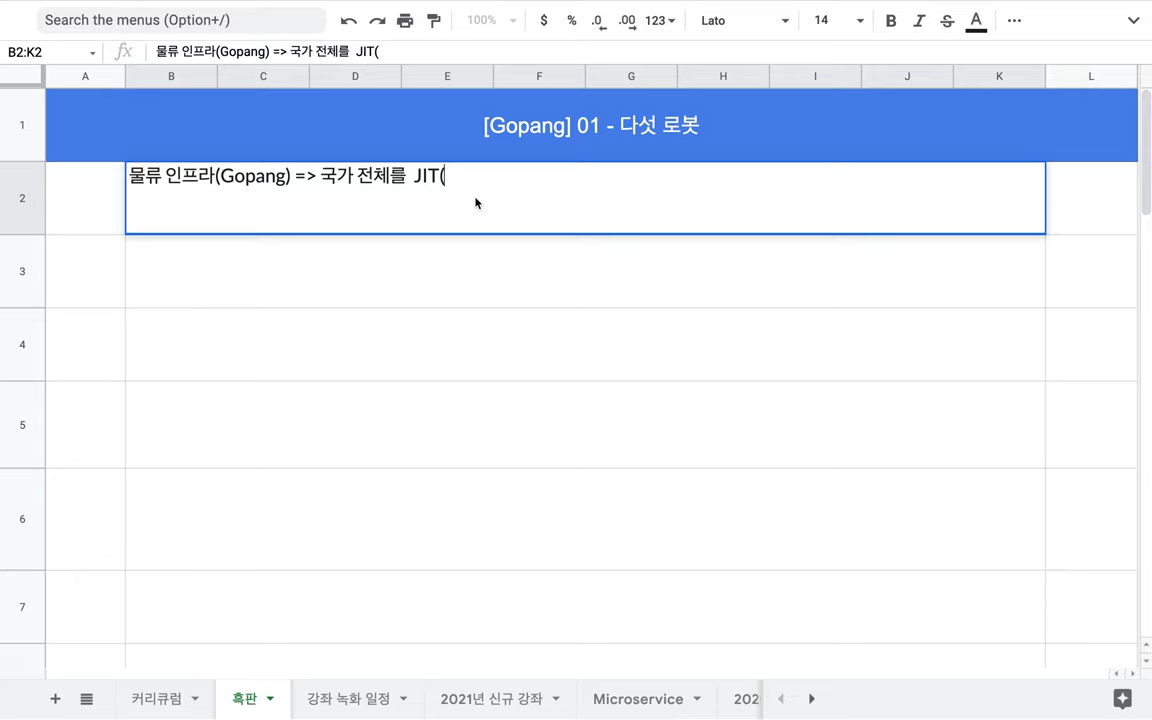 Search the menus (Option+/)
100%
$ % .0 .00 123
Lato
14
B I S A
B2:K2
fx
물류 인프라(Gopang) => 국가 전체를  JIT(
A B C D E F G H I J K L
1
[Gopang] 01 - 다섯 로봇
2
물류 인프라(Gopang) => 국가 전체를  JIT(
3
4
5
6
7
커리큐럼
흑판
강좌 녹화 일정
2021년 신규 강좌
Microservice
202